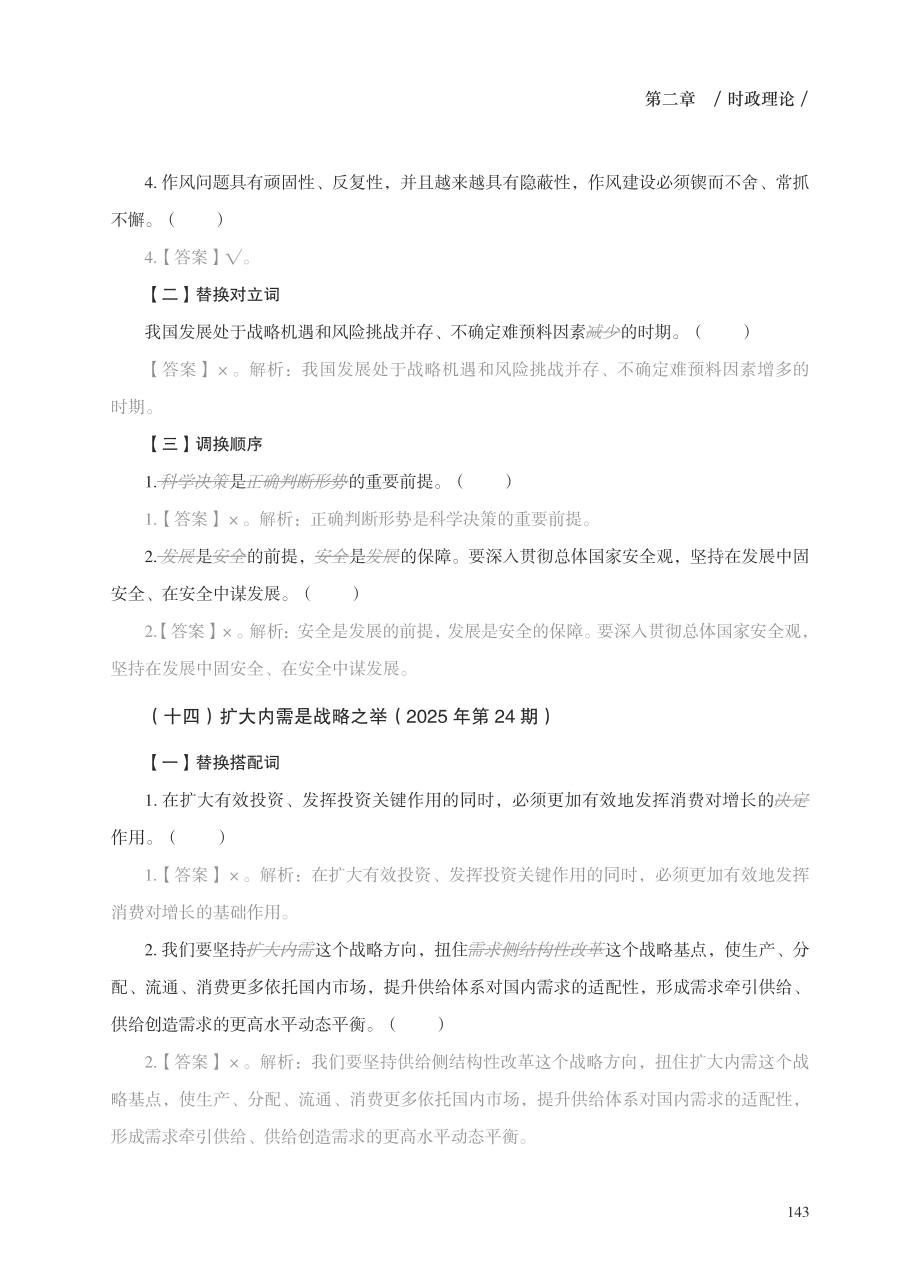 第二章 / 时政理论 /
4. 作风问题具有顽固性、反复性，并且越来越具有隐蔽性，作风建设必须锲而不舍、常抓
不懈。（　　）
4.【答案】√。
【二】替换对立词
我国发展处于战略机遇和风险挑战并存、不确定难预料因素减少的时期。（　　）
【答案】×。解析：我国发展处于战略机遇和风险挑战并存、不确定难预料因素增多的
时期。
【三】调换顺序
1. 科学决策是正确判断形势的重要前提。（　　）
1.【答案】×。解析：正确判断形势是科学决策的重要前提。
2. 发展是安全的前提，安全是发展的保障。要深入贯彻总体国家安全观，坚持在发展中固
安全、在安全中谋发展。（　　）
2.【答案】×。解析：安全是发展的前提，发展是安全的保障。要深入贯彻总体国家安全观，
坚持在发展中固安全、在安全中谋发展。
（十四）扩大内需是战略之举（2025 年第 24 期）
【一】替换搭配词
1. 在扩大有效投资、发挥投资关键作用的同时，必须更加有效地发挥消费对增长的决定
作用。（　　）
1.【答案】×。解析：在扩大有效投资、发挥投资关键作用的同时，必须更加有效地发挥
消费对增长的基础作用。
2. 我们要坚持扩大内需这个战略方向，扭住需求侧结构性改革这个战略基点，使生产、分
配、流通、消费更多依托国内市场，提升供给体系对国内需求的适配性，形成需求牵引供给、
供给创造需求的更高水平动态平衡。（　　）
2.【答案】×。解析：我们要坚持供给侧结构性改革这个战略方向，扭住扩大内需这个战
略基点，使生产、分配、流通、消费更多依托国内市场，提升供给体系对国内需求的适配性，
形成需求牵引供给、供给创造需求的更高水平动态平衡。
143